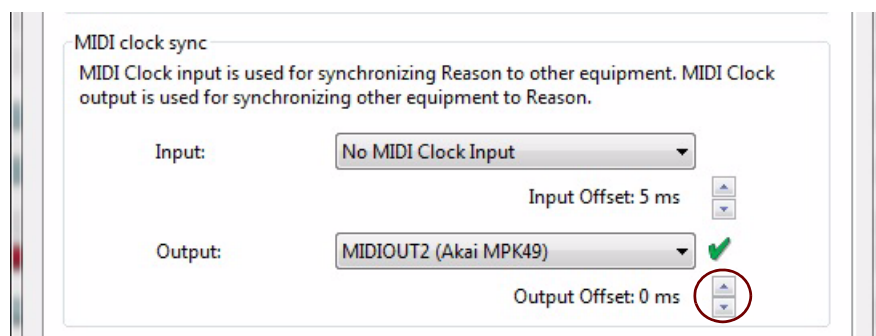 MIDI clock sync
MIDI Clock input is used for synchronizing Reason to other equipment. MIDI Clock
output is used for synchronizing other equipment to Reason.
Input: No MIDI Clock Input
Input Offset: 5 ms
Output: MIDIOUT2 (Akai MPK49)
Output Offset: 0 ms